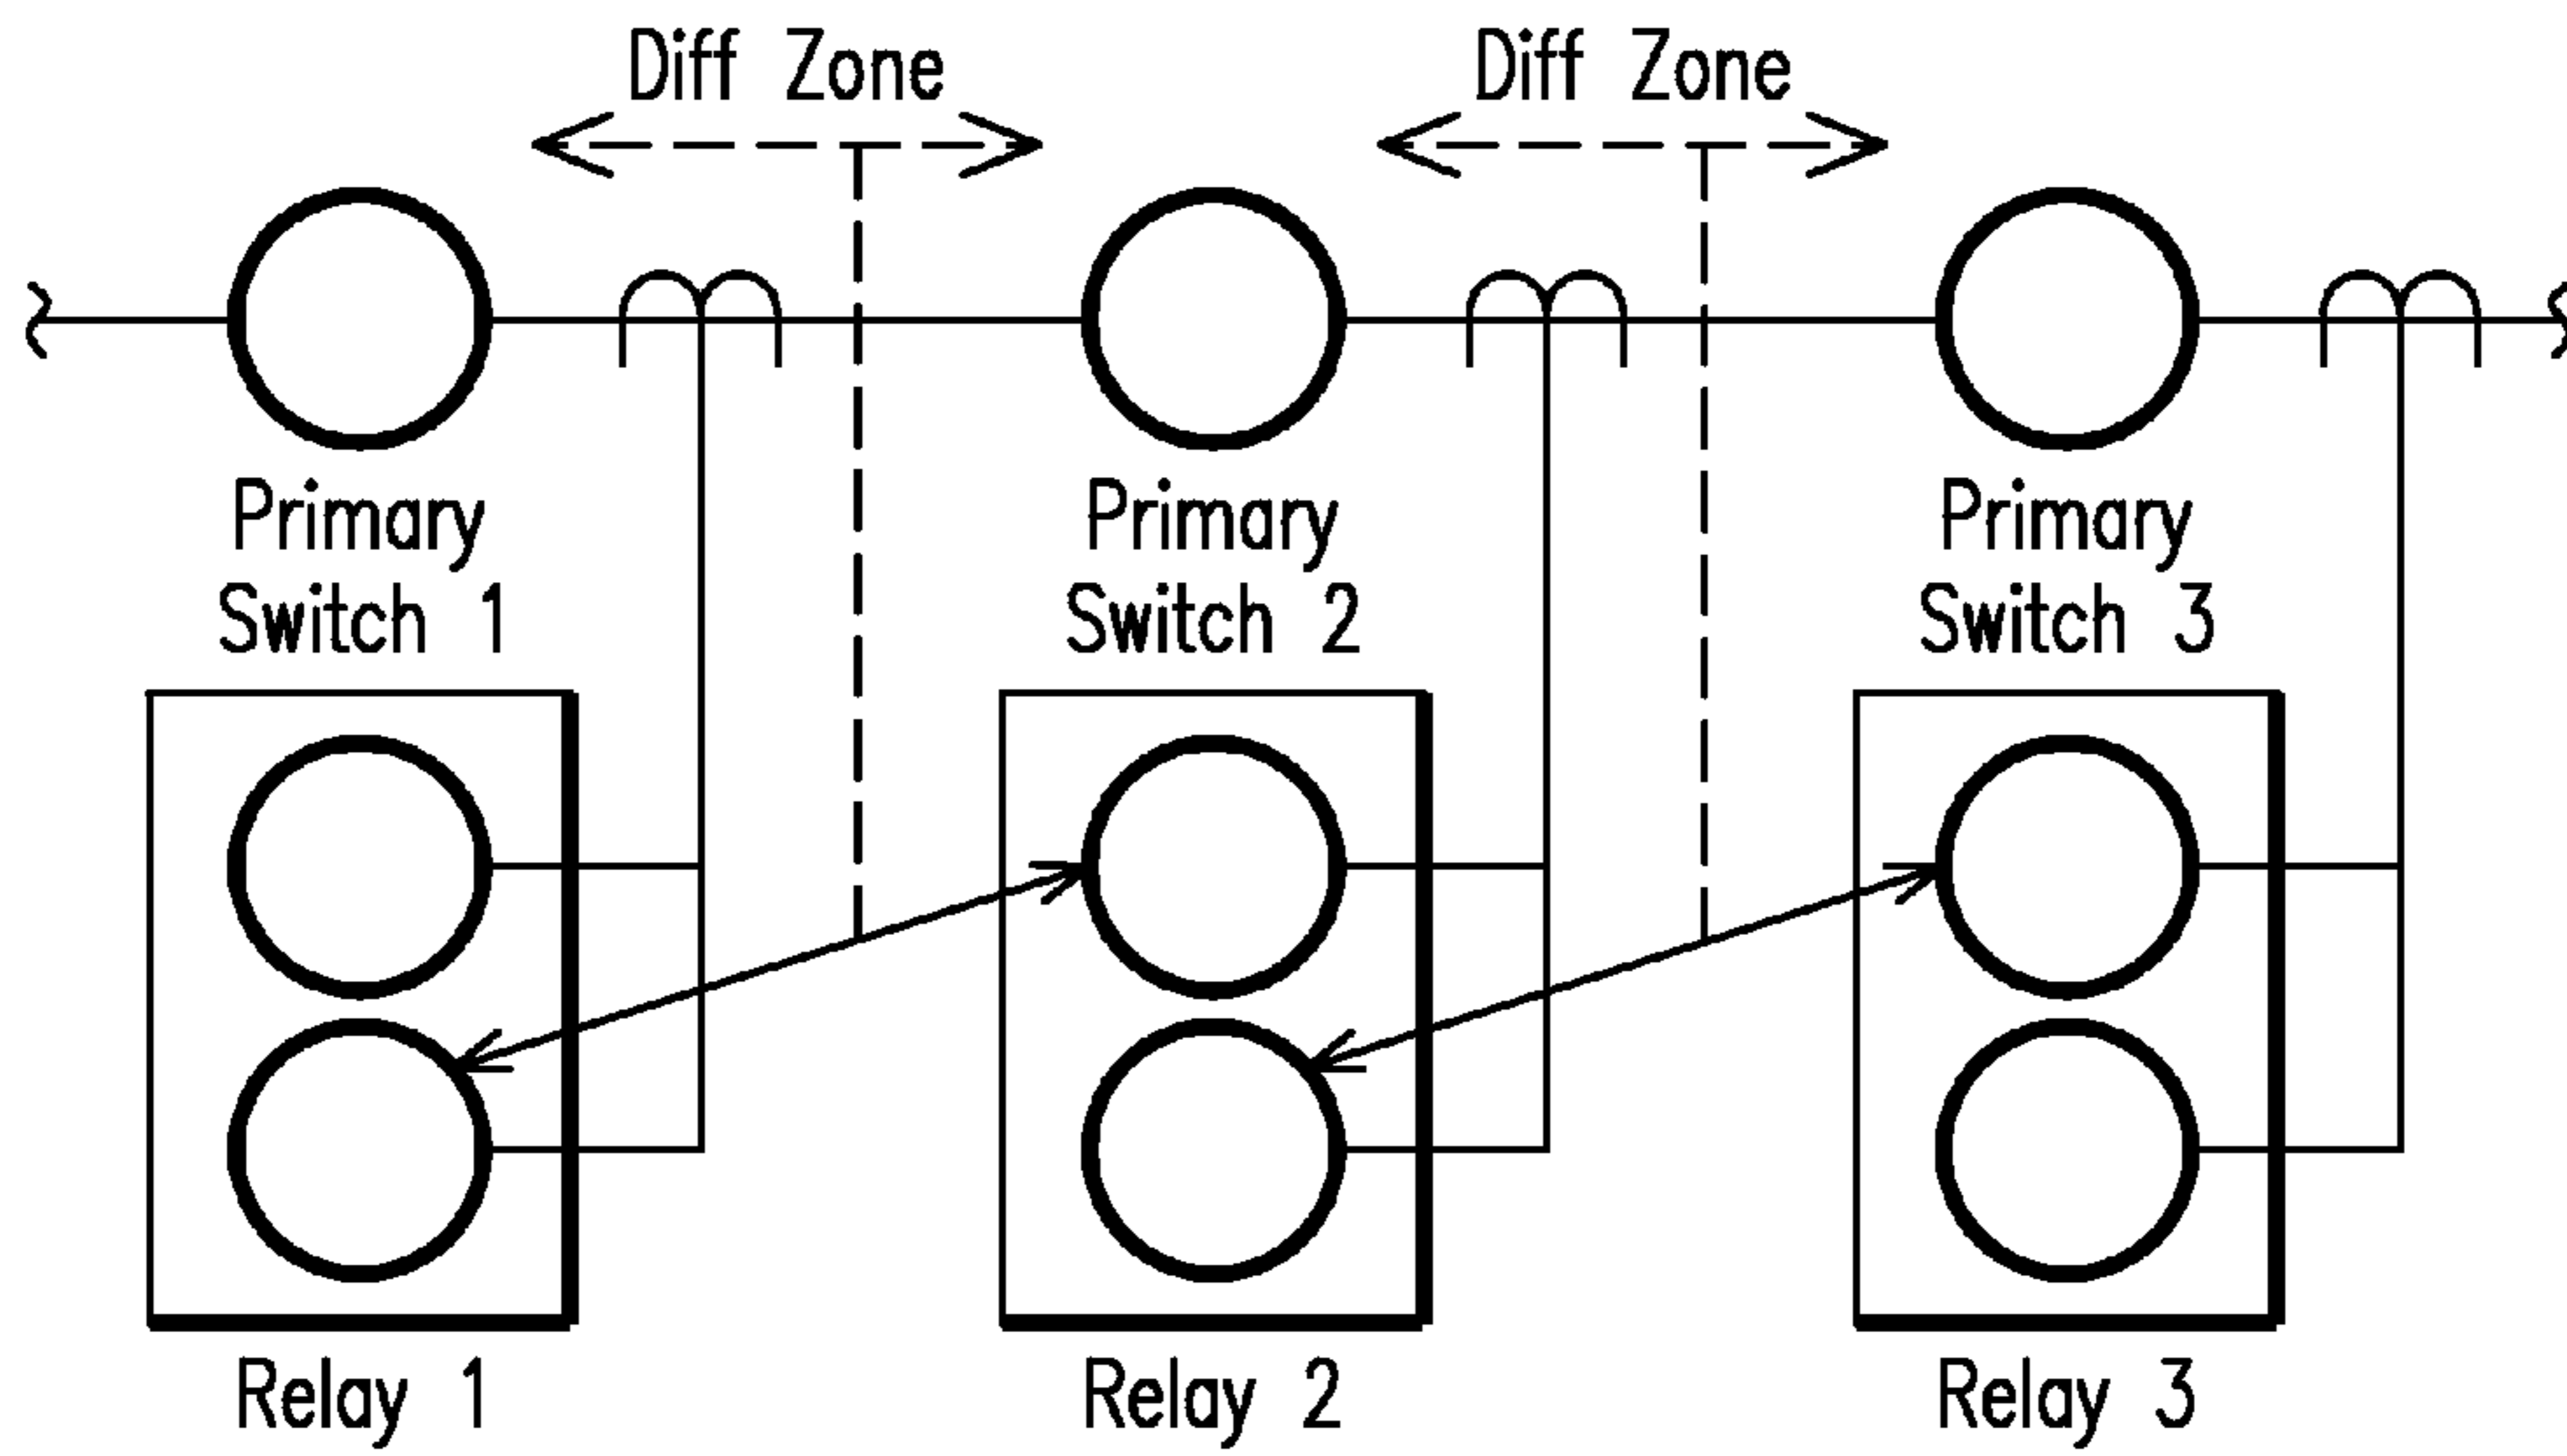 Diff Zone
Diff Zone
Primary
Switch 1
Primary
Switch 2
Primary
Switch 3
Relay 1
Relay 2
Relay 3